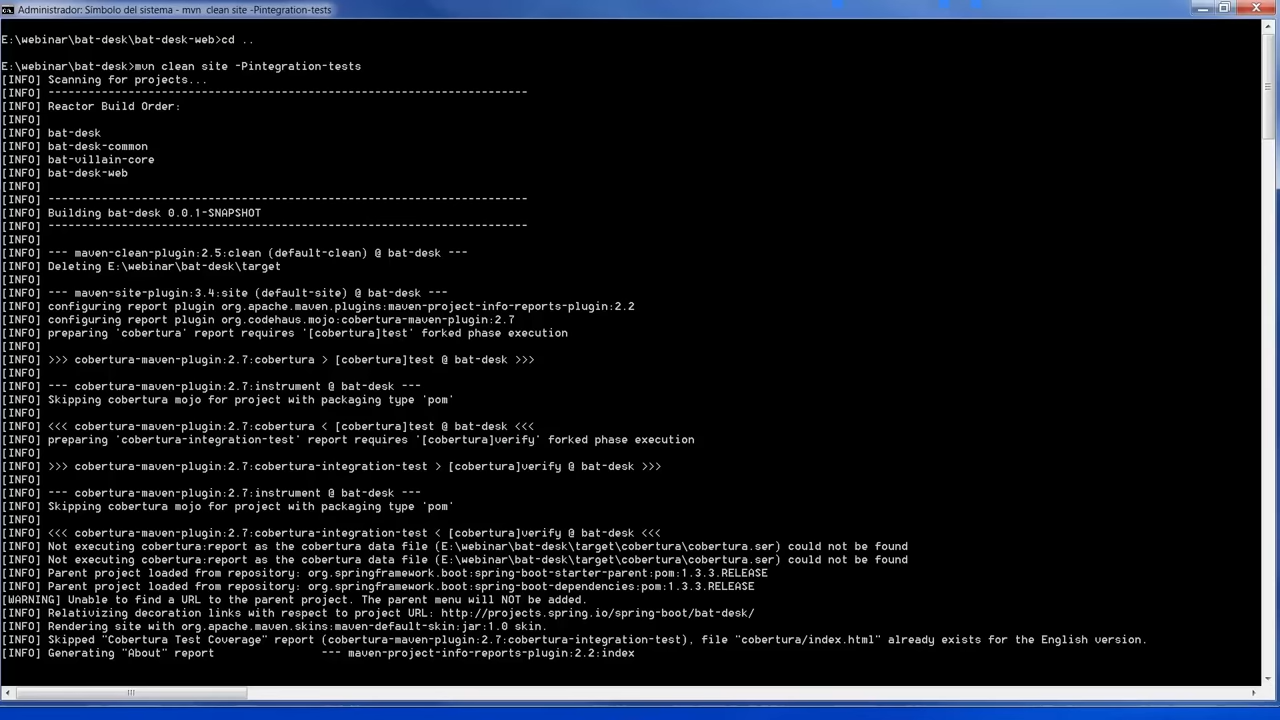 Administrador: Símbolo del sistema - mvn  clean site -Pintegration-tests
E:\webinar\bat-desk\bat-desk-web>cd ..
E:\webinar\bat-desk>mvn clean site -Pintegration-tests
[INFO] Scanning for projects...
[INFO] ------------------------------------------------------------------------
[INFO] Reactor Build Order:
[INFO]
[INFO] bat-desk
[INFO] bat-desk-common
[INFO] bat-villain-core
[INFO] bat-desk-web
[INFO]
[INFO] ------------------------------------------------------------------------
[INFO] Building bat-desk 0.0.1-SNAPSHOT
[INFO] ------------------------------------------------------------------------
[INFO]
[INFO] --- maven-clean-plugin:2.5:clean (default-clean) @ bat-desk ---
[INFO] Deleting E:\webinar\bat-desk\target
[INFO]
[INFO] --- maven-site-plugin:3.4:site (default-site) @ bat-desk ---
[INFO] configuring report plugin org.apache.maven.plugins:maven-project-info-reports-plugin:2.2
[INFO] configuring report plugin org.codehaus.mojo:cobertura-maven-plugin:2.7
[INFO] preparing 'cobertura' report requires '[cobertura]test' forked phase execution
[INFO]
[INFO] >>> cobertura-maven-plugin:2.7:cobertura > [cobertura]test @ bat-desk >>>
[INFO]
[INFO] --- cobertura-maven-plugin:2.7:instrument @ bat-desk ---
[INFO] Skipping cobertura mojo for project with packaging type 'pom'
[INFO]
[INFO] <<< cobertura-maven-plugin:2.7:cobertura < [cobertura]test @ bat-desk <<<
[INFO] preparing 'cobertura-integration-test' report requires '[cobertura]verify' forked phase execution
[INFO]
[INFO] >>> cobertura-maven-plugin:2.7:cobertura-integration-test > [cobertura]verify @ bat-desk >>>
[INFO]
[INFO] --- cobertura-maven-plugin:2.7:instrument @ bat-desk ---
[INFO] Skipping cobertura mojo for project with packaging type 'pom'
[INFO]
[INFO] <<< cobertura-maven-plugin:2.7:cobertura-integration-test < [cobertura]verify @ bat-desk <<<
[INFO] Not executing cobertura:report as the cobertura data file (E:\webinar\bat-desk\target\cobertura\cobertura.ser) could not be found
[INFO] Not executing cobertura:report as the cobertura data file (E:\webinar\bat-desk\target\cobertura\cobertura.ser) could not be found
[INFO] Parent project loaded from repository: org.springframework.boot:spring-boot-starter-parent:pom:1.3.3.RELEASE
[INFO] Parent project loaded from repository: org.springframework.boot:spring-boot-dependencies:pom:1.3.3.RELEASE
[WARNING] Unable to find a URL to the parent project. The parent menu will NOT be added.
[INFO] Relativizing decoration links with respect to project URL: http://projects.spring.io/spring-boot/bat-desk/
[INFO] Rendering site with org.apache.maven.skins:maven-default-skin:jar:1.0 skin.
[INFO] Skipped "Cobertura Test Coverage" report (cobertura-maven-plugin:2.7:cobertura-integration-test), file "cobertura/index.html" already exists for the English version.
[INFO] Generating "About" report                --- maven-project-info-reports-plugin:2.2:index